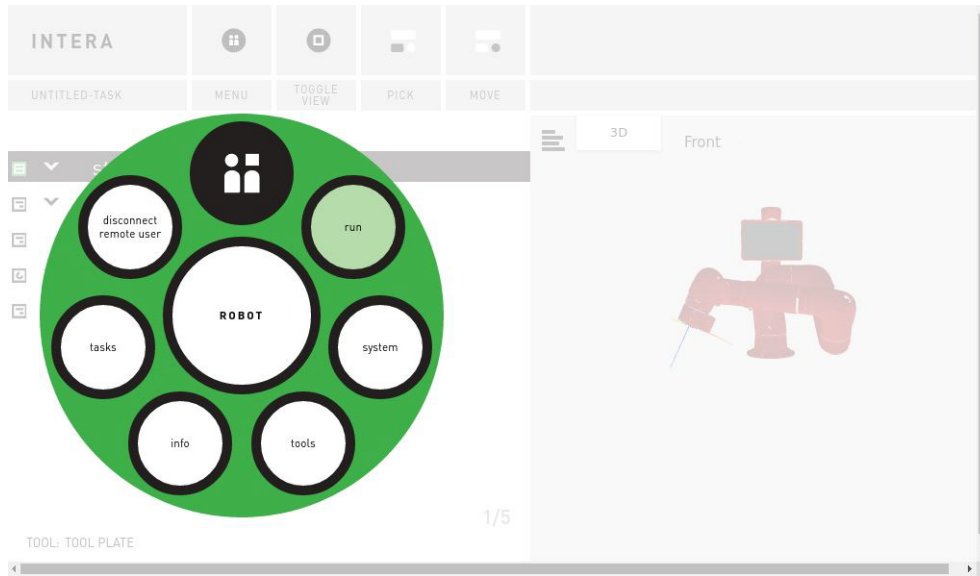 INTERA
UNTITLED-TASK
MENU
TOGGLE
VIEW
PICK
MOVE
3D
Front
disconnect
remote user
run
ROBOT
tasks
system
info
tools
1/5
TOOL: TOOL PLATE